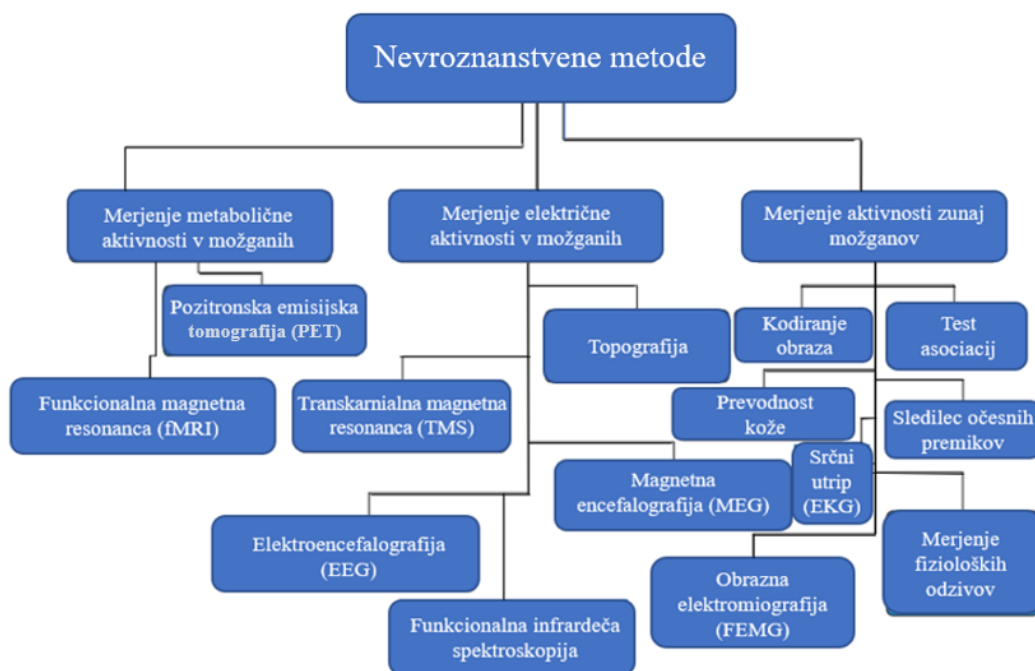 Nevroznanstvene metode
Merjenje metabolične
aktivnosti v možganih
Merjenje električne
aktivnosti v možganih
Merjenje aktivnosti zunaj
možganov
Pozitronska emisijska
tomografija (PET)
Funkcionalna magnetna
resonanca (fMRI)
Topografija
Transkarnialna magnetna
resonanca (TMS)
Magnetna
encefalografija (MEG)
Elektroencefalografija
(EEG)
Funkcionalna infrardeča
spektroskopija
Kodiranje
obraza
Test
asociacij
Prevodnost
kože
Sledilec očesnih
premikov
Srčni
utrip
(EKG)
Merjenje
fizioloških
odzivov
Obrazna
elektromiografija
(FEMG)